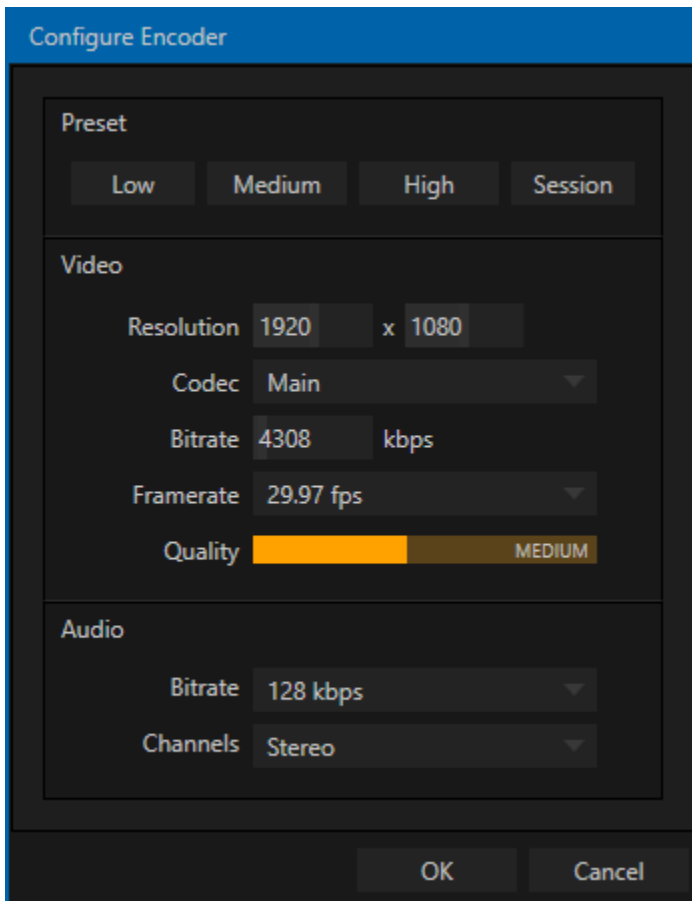 Configure Encoder
Preset
Low Medium High Session
Video
Resolution 1920 x 1080
Codec Main
Bitrate 4308 kbps
Framerate 29.97 fps
Quality MEDIUM
Audio
Bitrate 128 kbps
Channels Stereo
OK Cancel